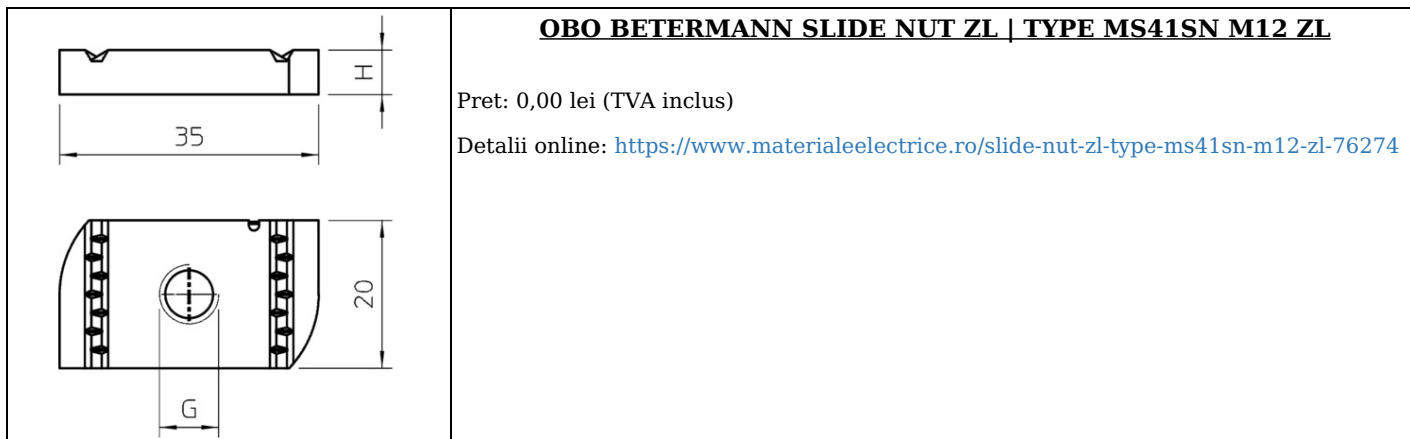 H
35
20
G
OBO BETERMANN SLIDE NUT ZL | TYPE MS41SN M12 ZL
Pret: 0,00 lei (TVA inclus)
Detalii online: https://www.materialeelectrice.ro/slide-nut-zl-type-ms41sn-m12-zl-76274